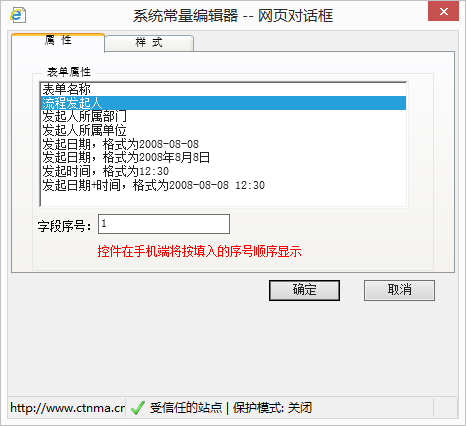 系统常量编辑器 -- 网页对话框
属 性
样 式
表单属性
表单名称
流程发起人
发起人所属部门
发起人所属单位
发起日期，格式为2008-08-08
发起日期，格式为2008年8月8日
发起时间，格式为12:30
发起日期+时间，格式为2008-08-08 12:30
字段序号：1
控件在手机端将按填入的序号顺序显示
确定
取消
http://www.ctnma.cn
受信任的站点 | 保护模式: 关闭